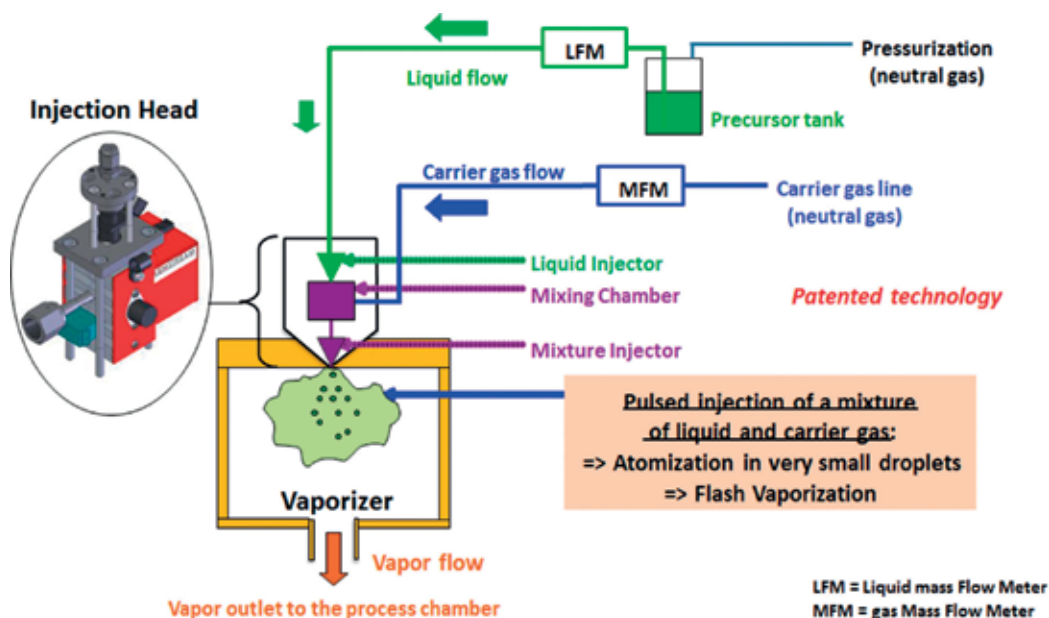 LFM
Pressurization
(neutral gas)
Liquid flow
Precursor tank
Injection Head
Carrier gas flow
MFM
Carrier gas line
(neutral gas)
Liquid Injector
Mixing Chamber
Patented technology
Mixture Injector
Pulsed injection of a mixture
of liquid and carrier gas:
=> Atomization in very small droplets
=> Flash Vaporization
Vaporizer
Vapor flow
Vapor outlet to the process chamber
LFM = Liquid mass Flow Meter
MFM = gas Mass Flow Meter